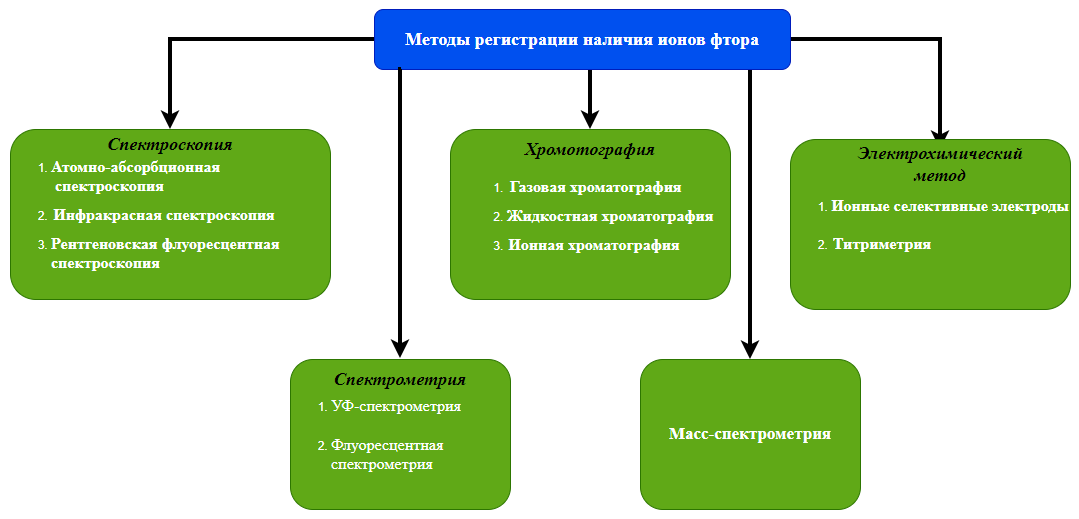 Методы регистрации наличия ионов фтора
Спектроскопия
1. Атомно-абсорбционная
спектроскопия
2. Инфракрасная спектроскопия
3. Рентгеновская флуоресцентная
спектроскопия
Хромотография
1. Газовая хроматография
2. Жидкостная хроматография
3. Ионная хроматография
Электрохимический
метод
1. Ионные селективные электроды
2. Титриметрия
Спектрометрия
1. УФ-спектрометрия
2. Флуоресцентная
спектрометрия
Масс-спектрометрия